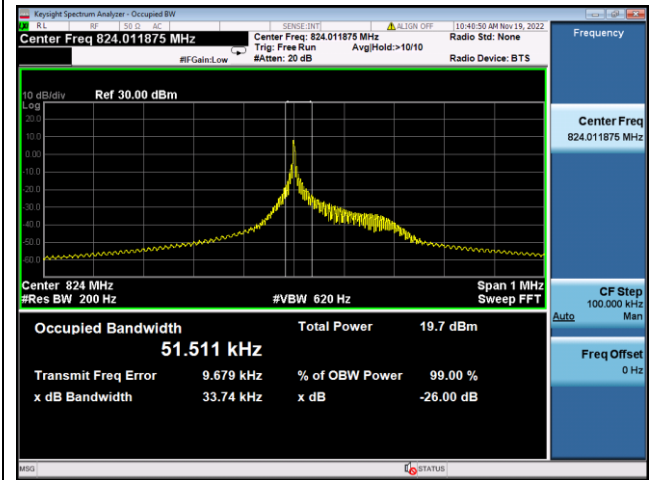 Keysight Spectrum Analyzer - Occupied BW
RL RF 50 Ω AC SENSE:INT ALIGN OFF 10:40:50 AM Nov 19, 2022
Center Freq 824.011875 MHz Center Freq: 824.011875 MHz Radio Std: None Frequency
Trig: Free Run Avg|Hold:>10/10
#IFGain:Low #Atten: 20 dB Radio Device: BTS
10 dB/div Ref 30.00 dBm
Log
20.0
10.0
0.00
-10.0
-20.0
-30.0
-40.0
-50.0
-60.0
Center Freq
824.011875 MHz
Center 824 MHz Span 1 MHz
#Res BW 200 Hz #VBW 620 Hz Sweep FFT
CF Step
100.000 kHz
Auto Man
Occupied Bandwidth Total Power 19.7 dBm
51.511 kHz
Transmit Freq Error 9.679 kHz % of OBW Power 99.00 %
x dB Bandwidth 33.74 kHz x dB -26.00 dB
Freq Offset
0 Hz
MSG STATUS